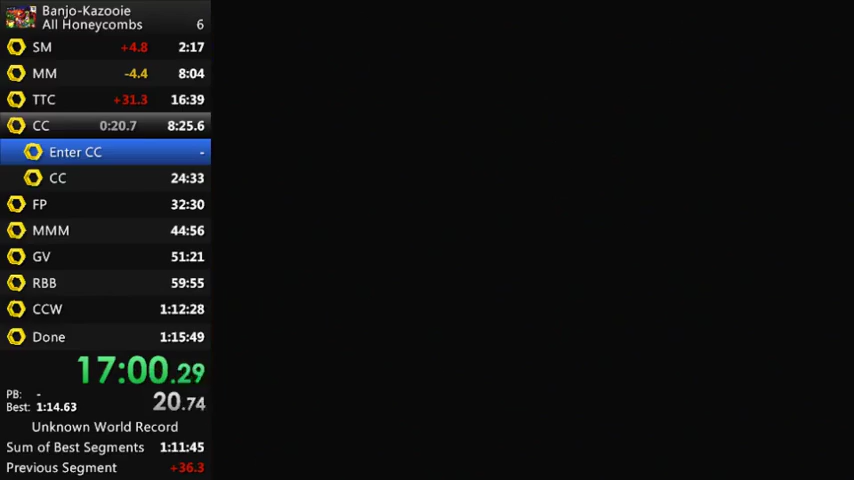 Banjo-Kazooie
All Honeycombs 6
SM +4.8 2:17
MM -4.4 8:04
TTC +31.3 16:39
CC 0:20.7 8:25.6
Enter CC -
CC 24:33
FP 32:30
MMM 44:56
GV 51:21
RBB 59:55
CCW 1:12:28
Done 1:15:49
17:00.29
PB: -
Best: 1:14.63 20.74
Unknown World Record
Sum of Best Segments 1:11:45
Previous Segment +36.3